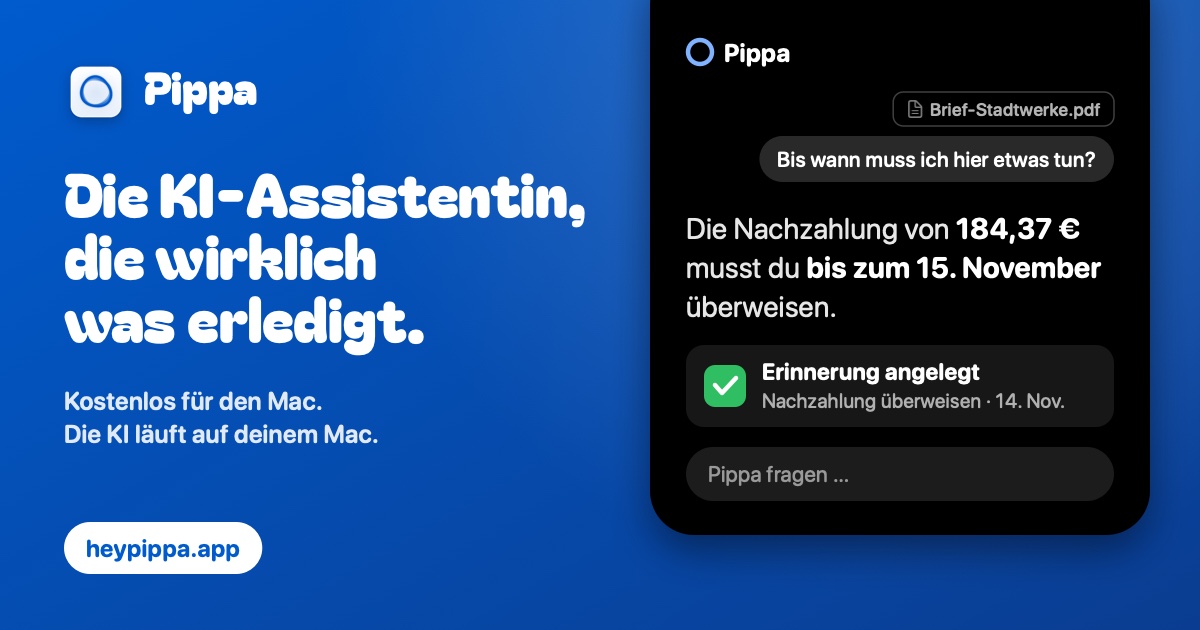 Pippa
Die KI-Assistentin,
die wirklich
was erledigt.
Kostenlos für den Mac.
Die KI läuft auf deinem Mac.
heypippa.app
Pippa
Brief-Stadtwerke.pdf
Bis wann muss ich hier etwas tun?
Die Nachzahlung von 184,37 €
musst du bis zum 15. November
überweisen.
Erinnerung angelegt
Nachzahlung überweisen · 14. Nov.
Pippa fragen ...